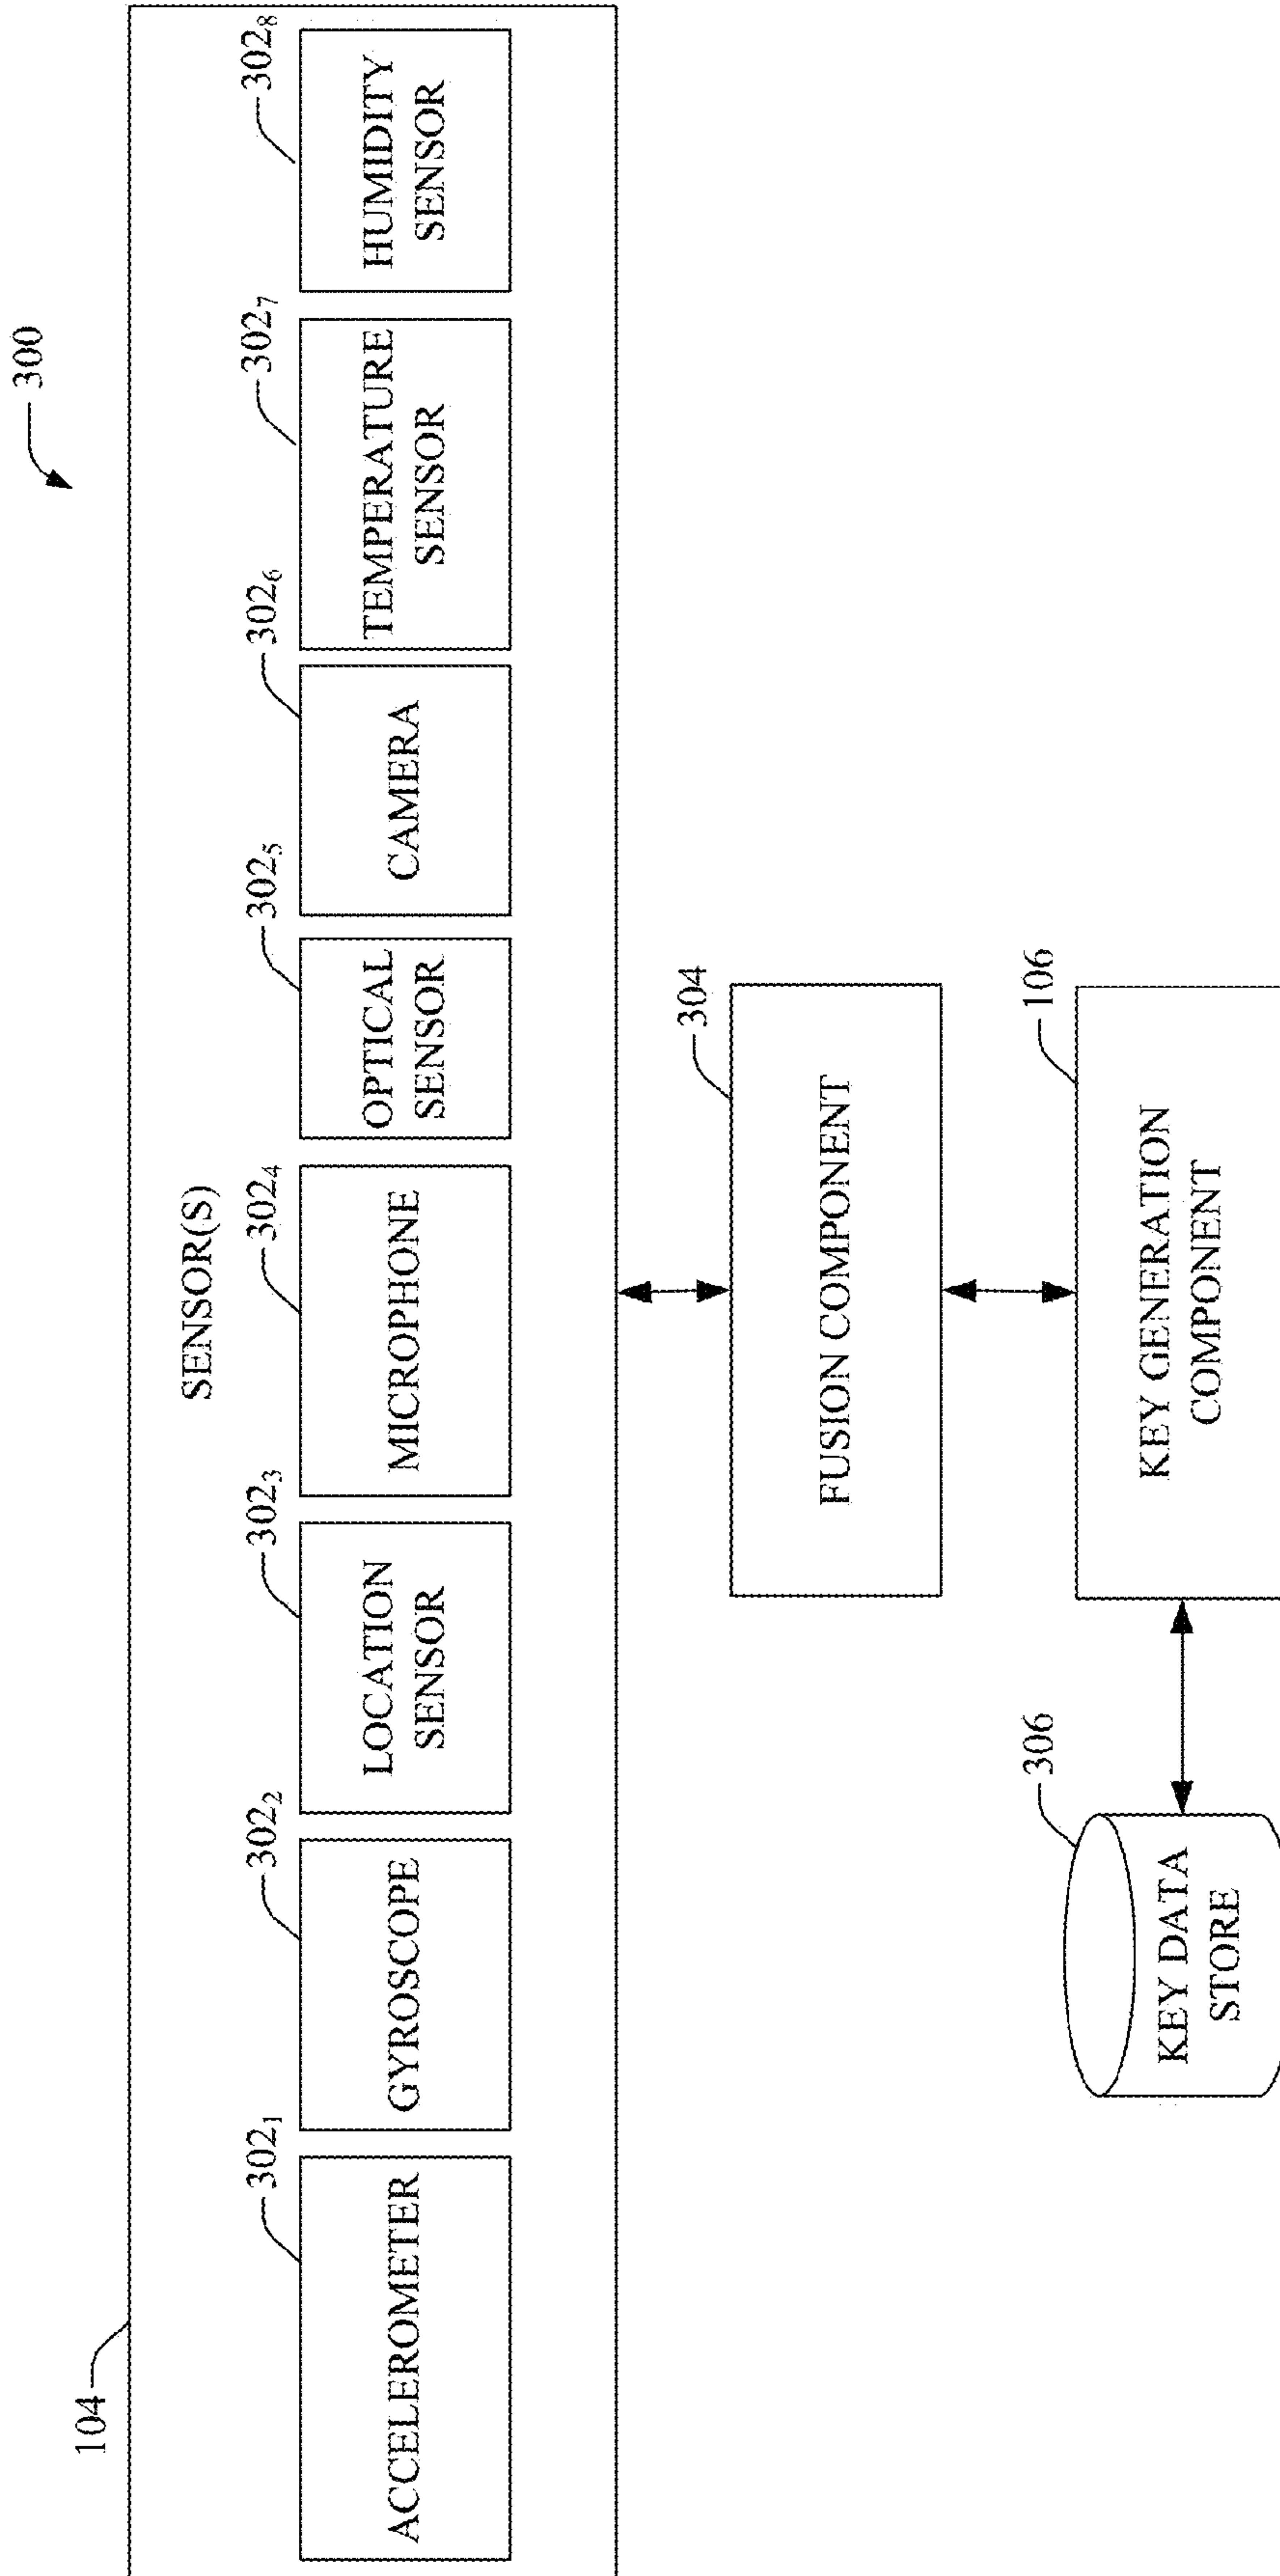 300
104
SENSOR(S)
302₁
302₂
302₃
302₄
302₅
302₆
302₇
302₈
ACCELEROMETER
GYROSCOPE
LOCATION
SENSOR
MICROPHONE
OPTICAL
SENSOR
CAMERA
TEMPERATURE
SENSOR
HUMIDITY
SENSOR
304
FUSION COMPONENT
306
106
KEY DATA
STORE
KEY GENERATION
COMPONENT